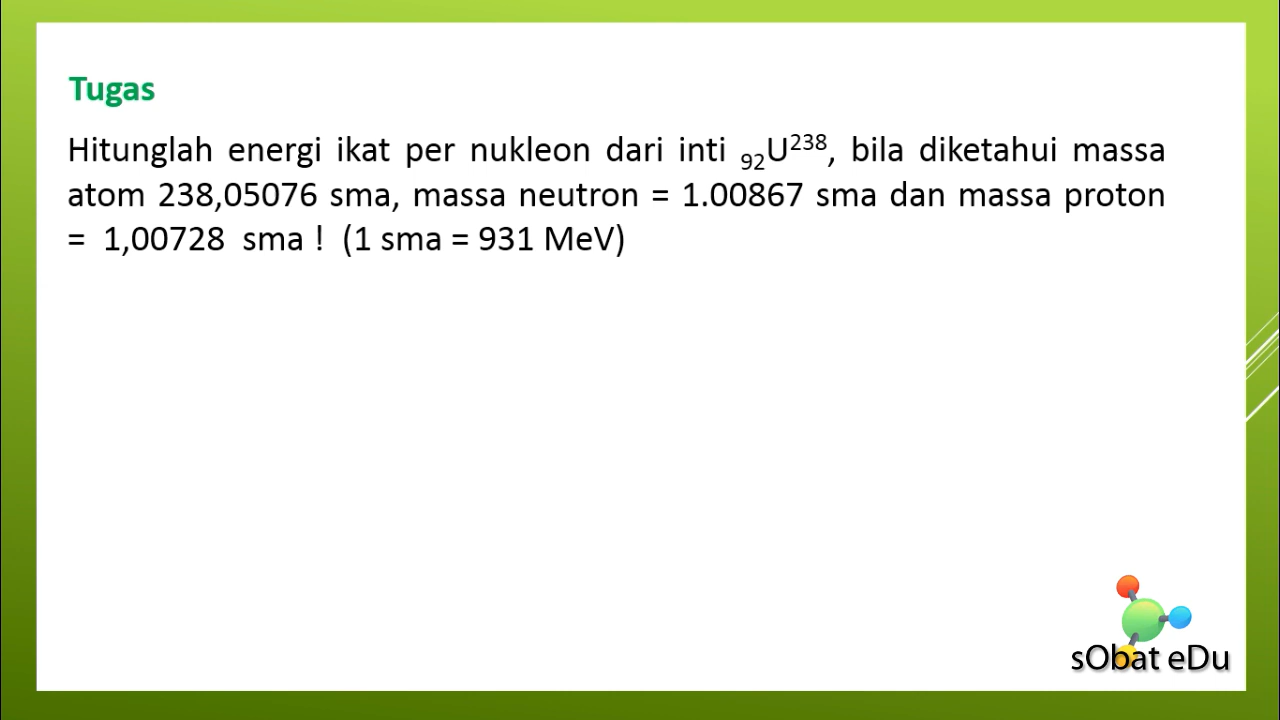 Tugas
Hitunglah energi ikat per nukleon dari inti ₉₂U²³⁸, bila diketahui massa
atom 238,05076 sma, massa neutron = 1.00867 sma dan massa proton
= 1,00728 sma ! (1 sma = 931 MeV)
sObat eDu